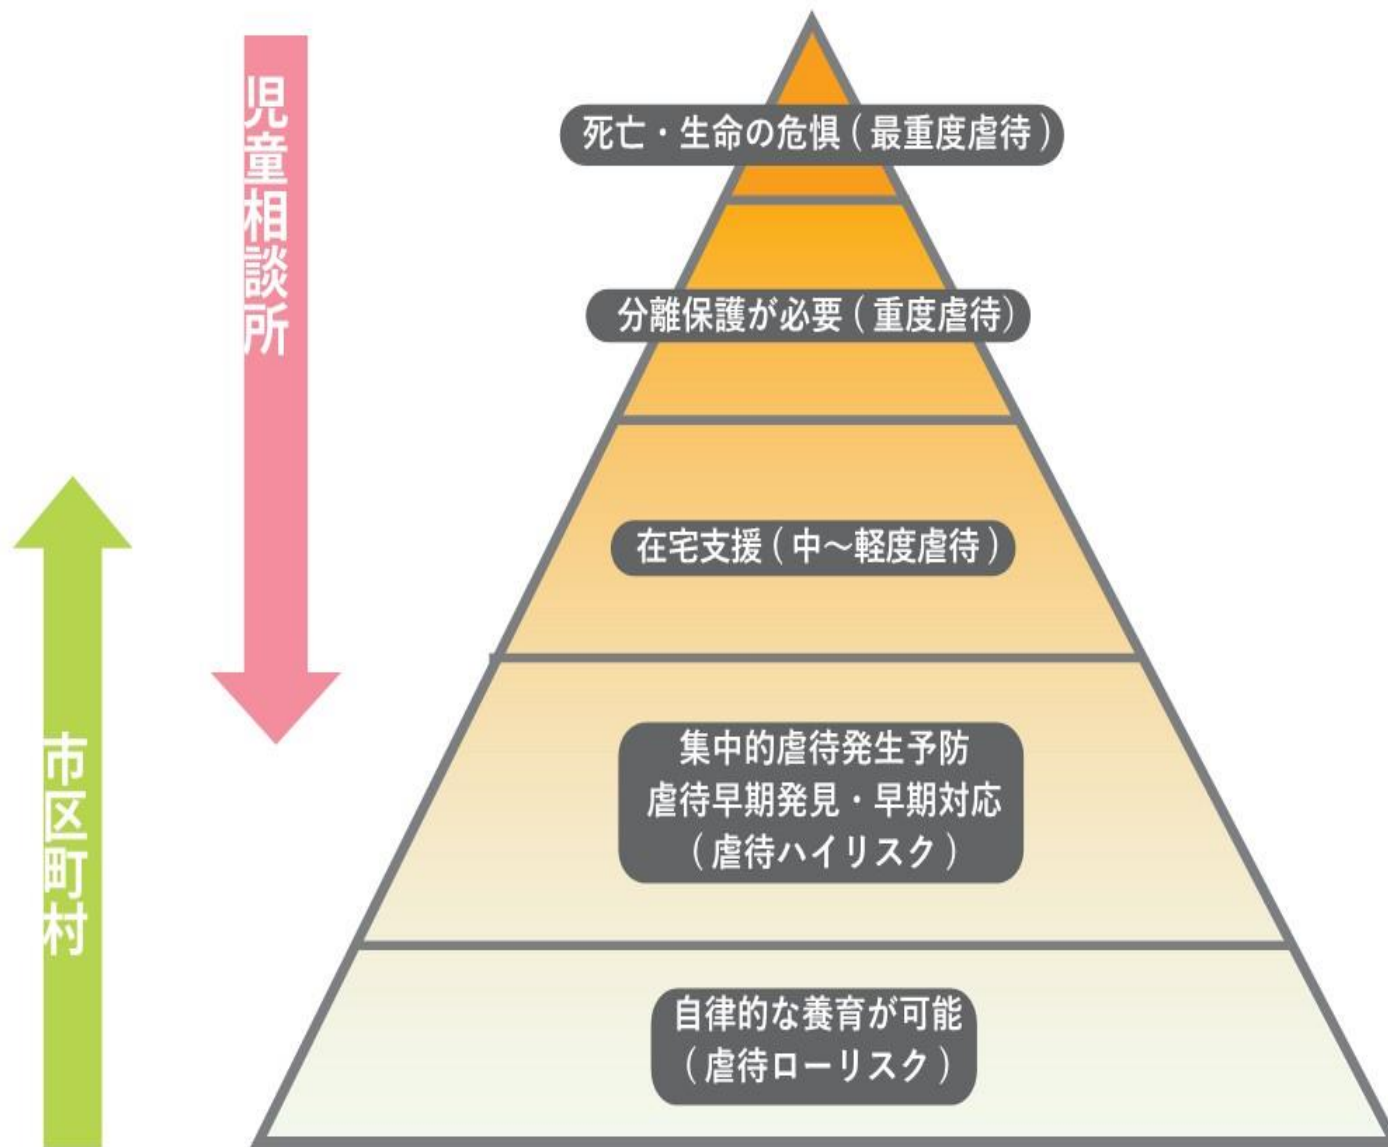 児童相談所
市区町村
死亡・生命の危惧(最重度虐待)
分離保護が必要(重度虐待)
在宅支援(中~軽度虐待)
集中的虐待発生予防
虐待早期発見・早期対応
(虐待ハイリスク)
自律的な養育が可能
(虐待ローリスク)